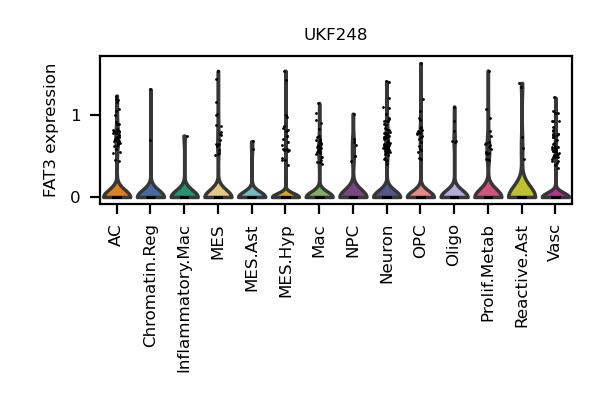 UKF248
FAT3 expression
1
0
AC
Chromatin.Reg
Inflammatory.Mac
MES
MES.Ast
MES.Hyp
Mac
NPC
Neuron
OPC
Oligo
Prolif.Metab
Reactive.Ast
Vasc